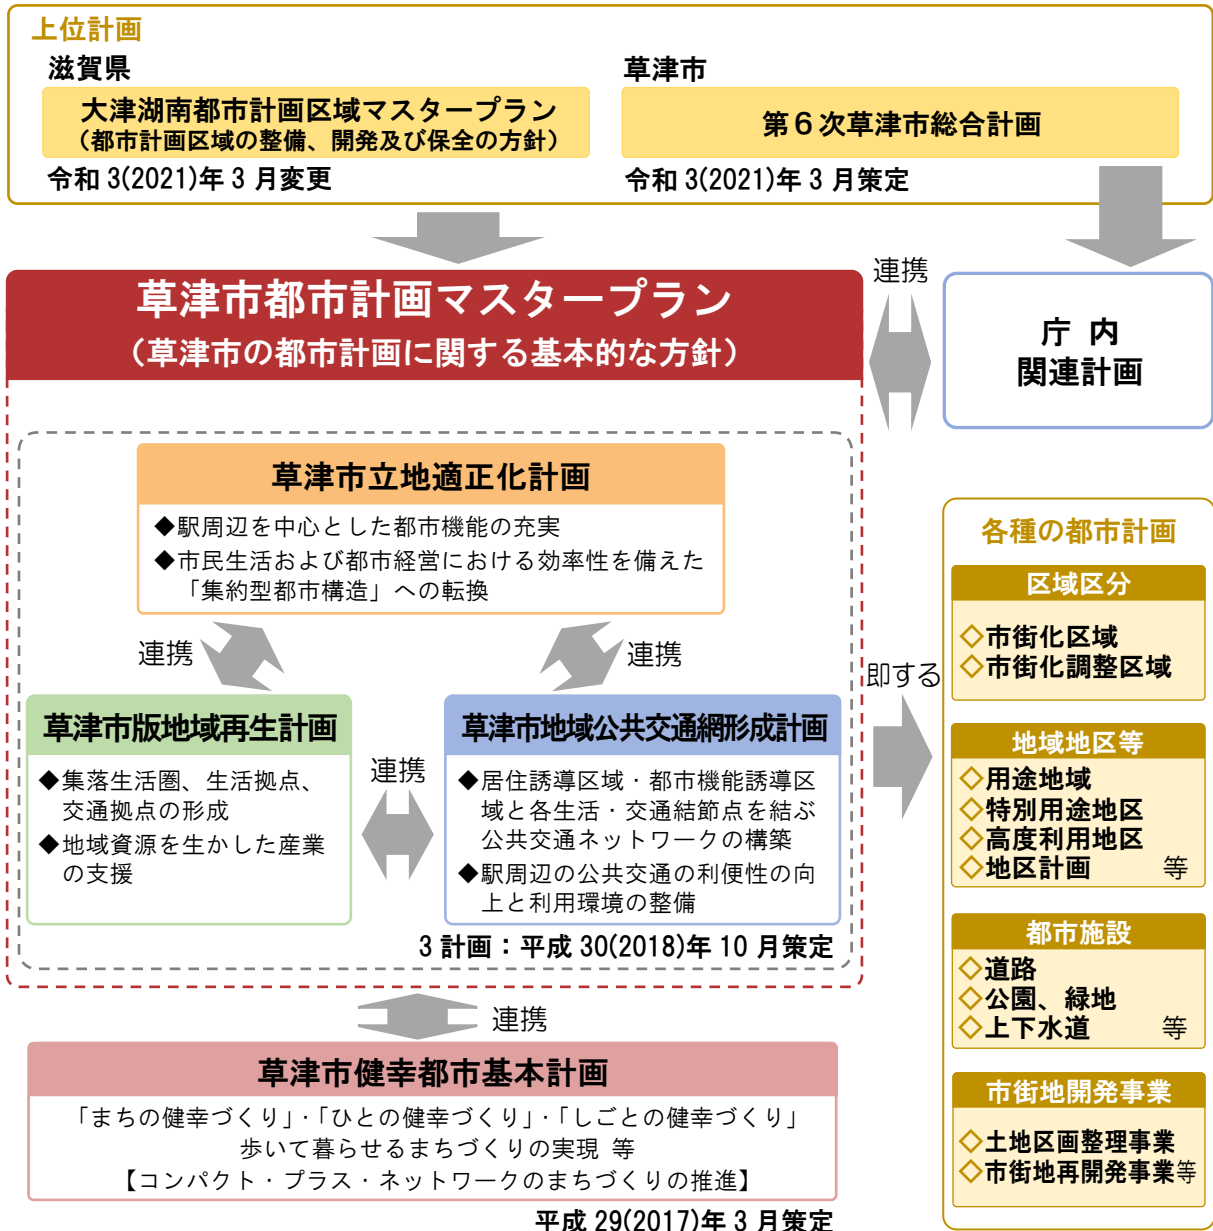 上位計画
滋賀県
大津湖南都市計画区域マスタープラン
（都市計画区域の整備、開発及び保全の方針）
令和 3(2021)年 3 月変更
草津市
第６次草津市総合計画
令和 3(2021)年 3 月策定
草津市都市計画マスタープラン
（草津市の都市計画に関する基本的な方針）
連携
庁 内
関連計画
草津市立地適正化計画
◆駅周辺を中心とした都市機能の充実
◆市民生活および都市経営における効率性を備えた
「集約型都市構造」への転換
連携
連携
草津市版地域再生計画
◆集落生活圏、生活拠点、
交通拠点の形成
◆地域資源を生かした産業
の支援
連携
草津市地域公共交通網形成計画
◆居住誘導区域・都市機能誘導区
域と各生活・交通結節点を結ぶ
公共交通ネットワークの構築
◆駅周辺の公共交通の利便性の向
上と利用環境の整備
3 計画：平成 30(2018)年 10 月策定
即する
各種の都市計画
区域区分
◇市街化区域
◇市街化調整区域
地域地区等
◇用途地域
◇特別用途地区
◇高度利用地区
◇地区計画 等
都市施設
◇道路
◇公園、緑地
◇上下水道 等
市街地開発事業
◇土地区画整理事業
◇市街地再開発事業等
連携
草津市健幸都市基本計画
「まちの健幸づくり」・「ひとの健幸づくり」・「しごとの健幸づくり」
歩いて暮らせるまちづくりの実現 等
【コンパクト・プラス・ネットワークのまちづくりの推進】
平成 29(2017)年 3 月策定